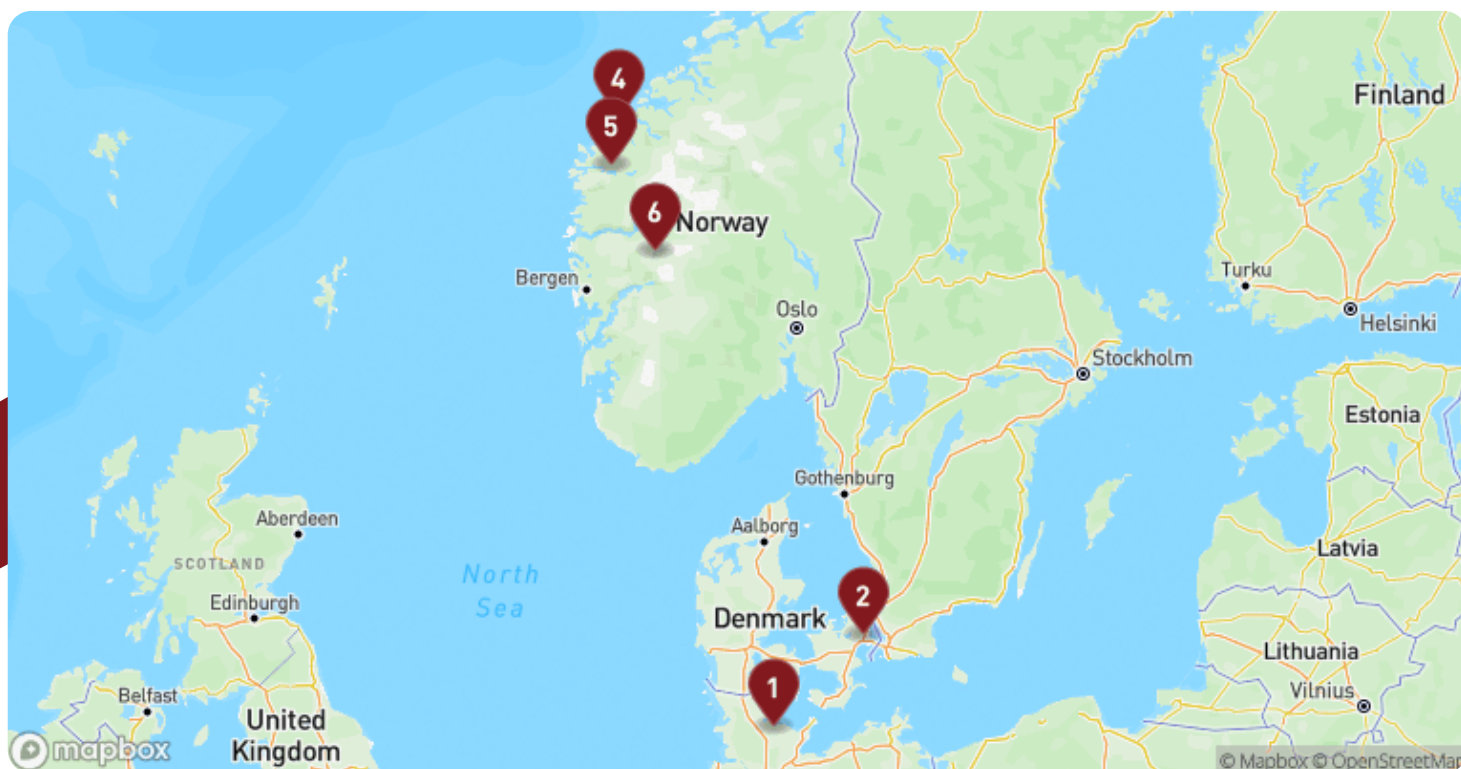 4
Finland
5
6
Norway
Bergen
Turku
Oslo
Helsinki
Stockholm
Estonia
Gothenburg
Aberdeen
Aalborg
SCOTLAND
Latvia
North
Sea
Edinburgh
2
Denmark
Lithuania
1
Belfast
Vilnius
United
Kingdom
mapbox
© Mapbox © OpenStreetMap